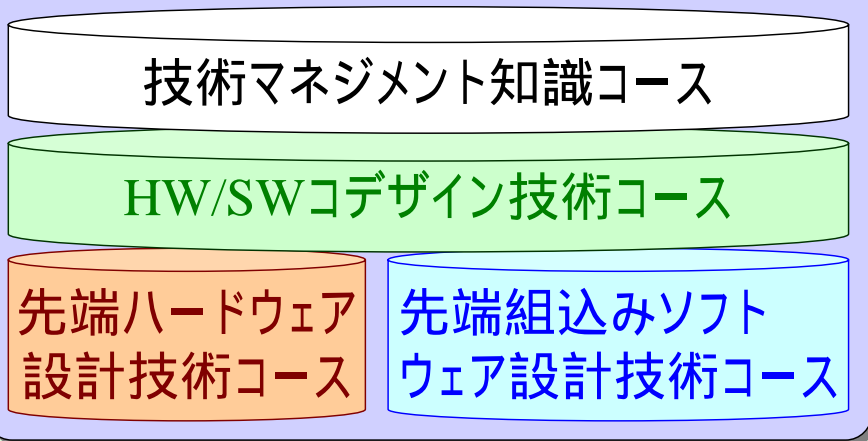 技術マネジメント知識コース
HW/SWコデザイン技術コース
先端ハードウェア
設計技術コース
先端組込みソフト
ウェア設計技術コース